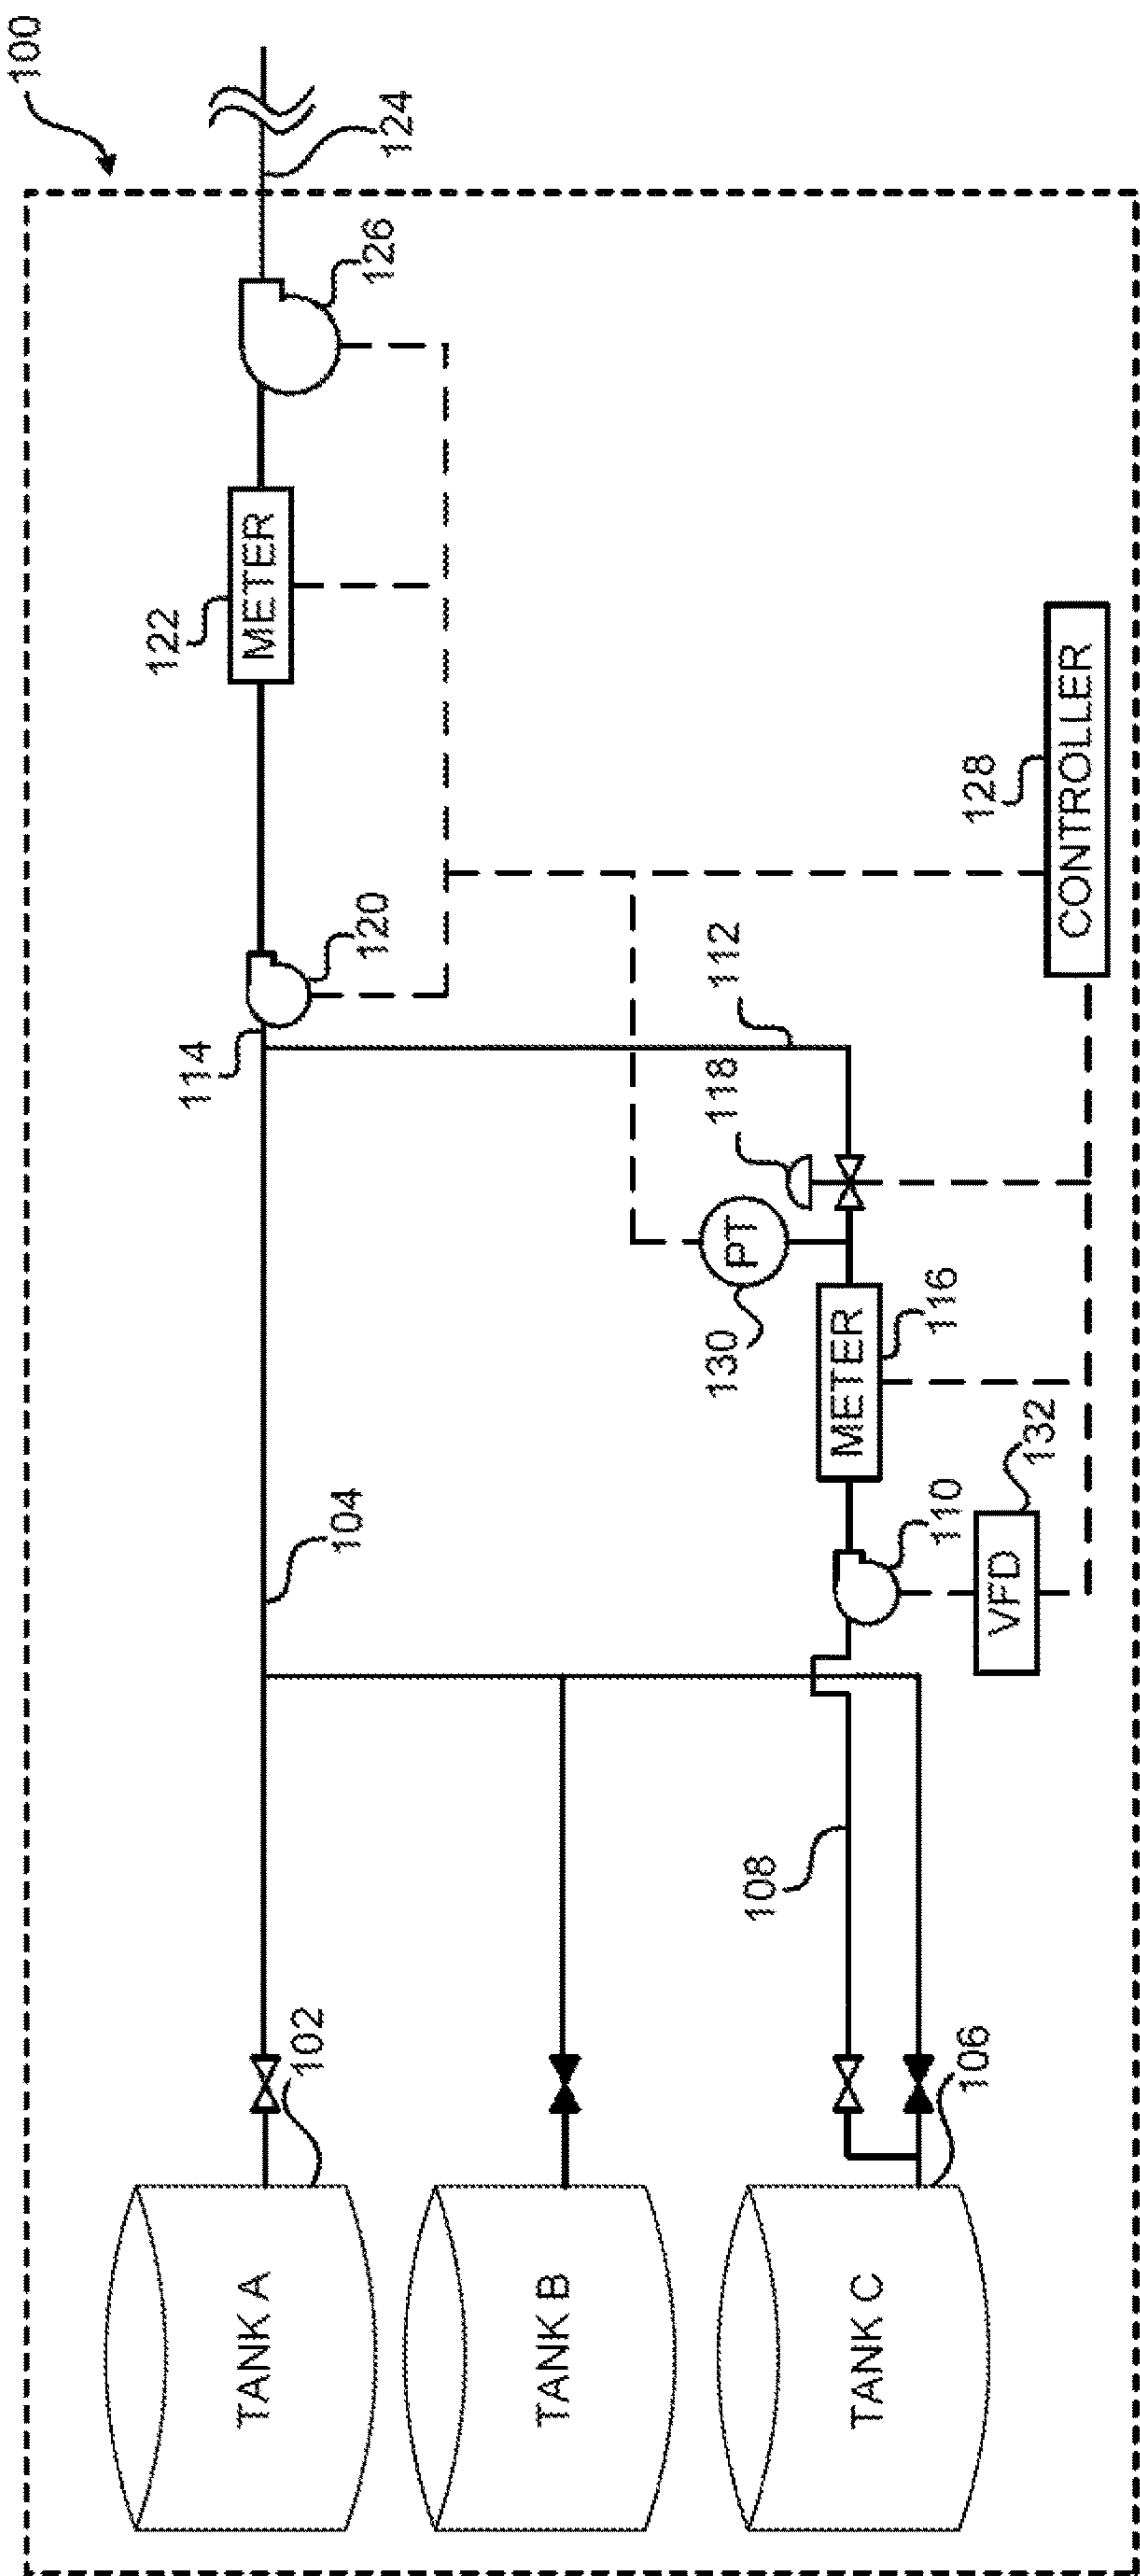 100
124
126
122
METER
120
114
104
102
TANK A
TANK B
TANK C
106
108
110
VFD
132
METER
116
PT
130
118
112
128
CONTROLLER